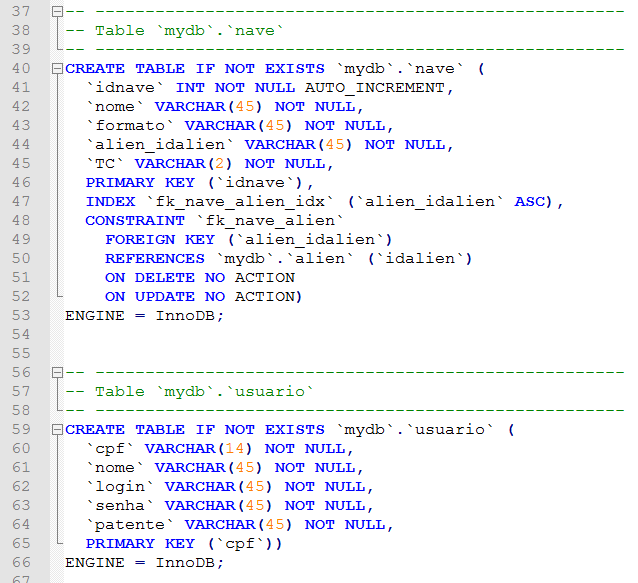 37 -- -----------------------------------------------------
38 -- Table `mydb`.`nave`
39 -- -----------------------------------------------------
40 CREATE TABLE IF NOT EXISTS `mydb`.`nave` (
41   `idnave` INT NOT NULL AUTO_INCREMENT,
42   `nome` VARCHAR(45) NOT NULL,
43   `formato` VARCHAR(45) NOT NULL,
44   `alien_idalien` VARCHAR(45) NOT NULL,
45   `TC` VARCHAR(2) NOT NULL,
46   PRIMARY KEY (`idnave`),
47   INDEX `fk_nave_alien_idx` (`alien_idalien` ASC),
48   CONSTRAINT `fk_nave_alien`
49     FOREIGN KEY (`alien_idalien`)
50     REFERENCES `mydb`.`alien` (`idalien`)
51     ON DELETE NO ACTION
52     ON UPDATE NO ACTION)
53 ENGINE = InnoDB;
54
55
56 -- -----------------------------------------------------
57 -- Table `mydb`.`usuario`
58 -- -----------------------------------------------------
59 CREATE TABLE IF NOT EXISTS `mydb`.`usuario` (
60   `cpf` VARCHAR(14) NOT NULL,
61   `nome` VARCHAR(45) NOT NULL,
62   `login` VARCHAR(45) NOT NULL,
63   `senha` VARCHAR(45) NOT NULL,
64   `patente` VARCHAR(45) NOT NULL,
65   PRIMARY KEY (`cpf`))
66 ENGINE = InnoDB;
67